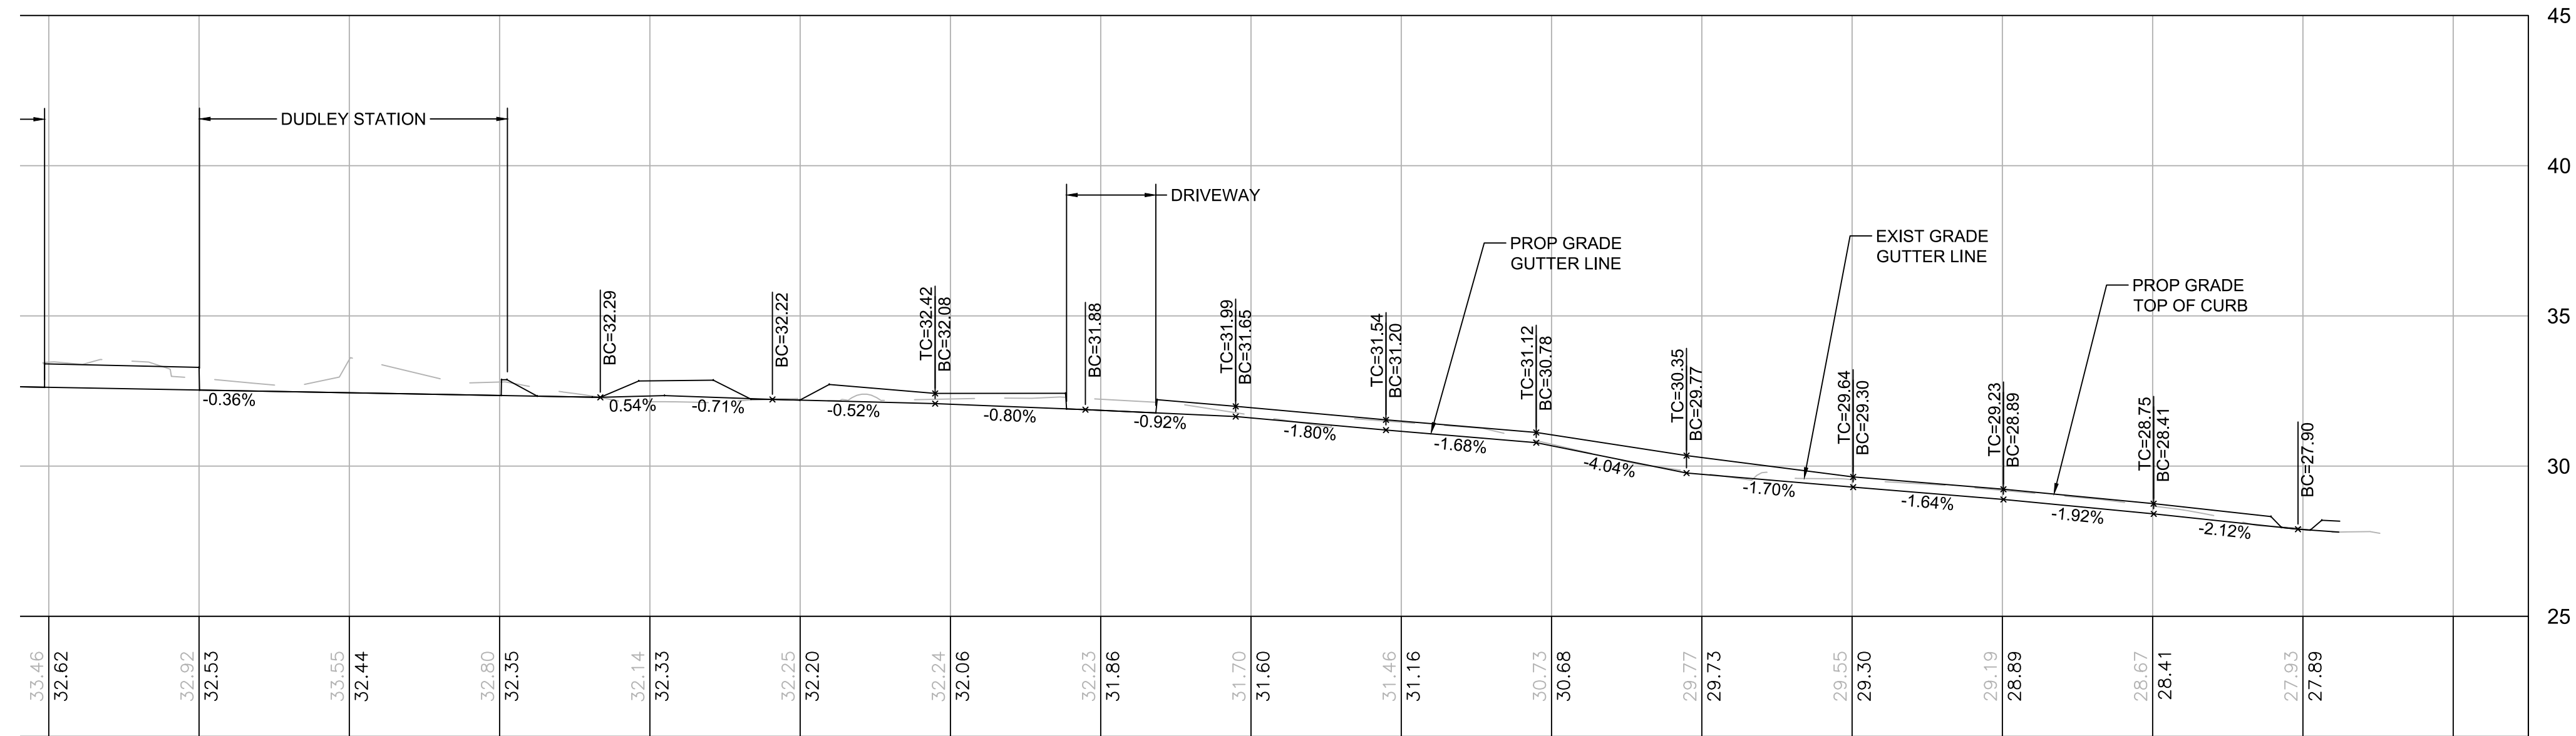 45
DUDLEY STATION
40
DRIVEWAY
PROP GRADE
GUTTER LINE
EXIST GRADE
GUTTER LINE
PROP GRADE
TOP OF CURB
35
BC=32.29
BC=32.22
TC=32.42
BC=32.08
BC=31.88
TC=31.99
BC=31.65
TC=31.54
BC=31.20
TC=31.12
BC=30.78
TC=30.35
BC=29.77
TC=29.64
BC=29.30
TC=29.23
BC=28.89
TC=28.75
BC=28.41
BC=27.90
-0.36%
0.54%
-0.71%
-0.52%
-0.80%
-0.92%
-1.80%
-1.68%
-4.04%
-1.70%
-1.64%
-1.92%
-2.12%
30
25
33.46
32.62
32.92
32.53
33.55
32.44
32.80
32.35
32.14
32.33
32.25
32.20
32.24
32.06
32.23
31.86
31.70
31.60
31.46
31.16
30.73
30.68
29.77
29.73
29.55
29.30
29.19
28.89
28.67
28.41
27.93
27.89